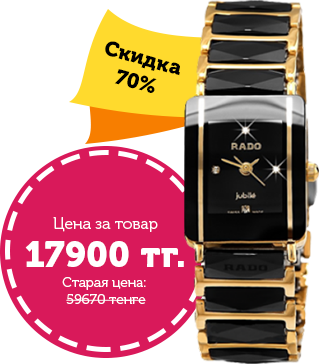 Скидка
70%
RADO
Jubilé
RADO
Цена за товар
17900 тг.
Старая цена:
59670 тенге